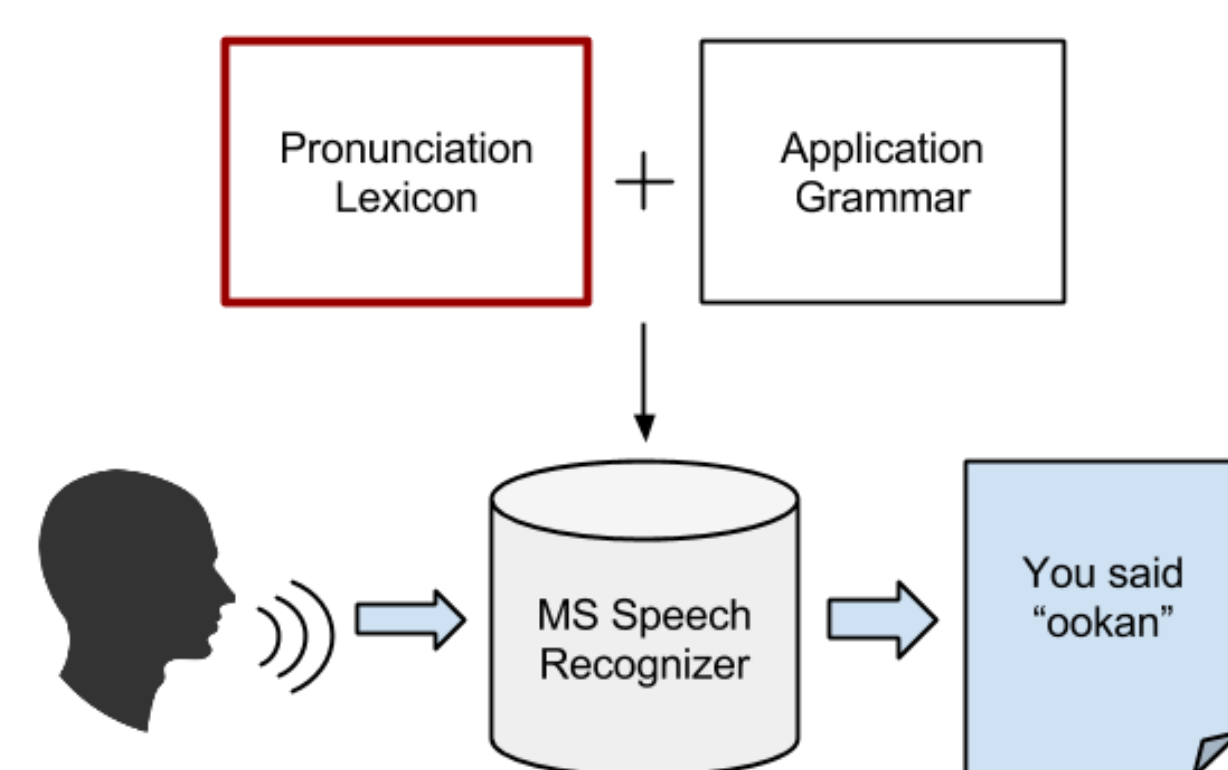 Pronunciation
Lexicon
+
Application
Grammar
MS Speech
Recognizer
You said
“ookan”